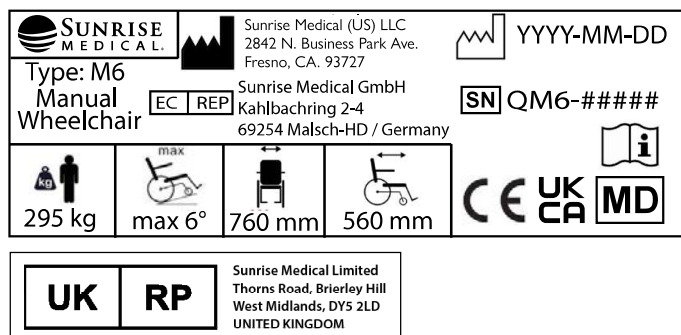 SUNRISE
MEDICAL.
Type: M6
Manual
Wheelchair
Sunrise Medical (US) LLC
2842 N. Business Park Ave.
Fresno, CA. 93727
EC REP
Sunrise Medical GmbH
Kahlbachring 2-4
69254 Malsch-HD / Germany
YYYY-MM-DD
SN QM6-#####
i
kg
295 kg
max
max 6°
760 mm
560 mm
CE
UK
CA
MD
UK RP
Sunrise Medical Limited
Thorns Road, Brierley Hill
West Midlands, DY5 2LD
UNITED KINGDOM